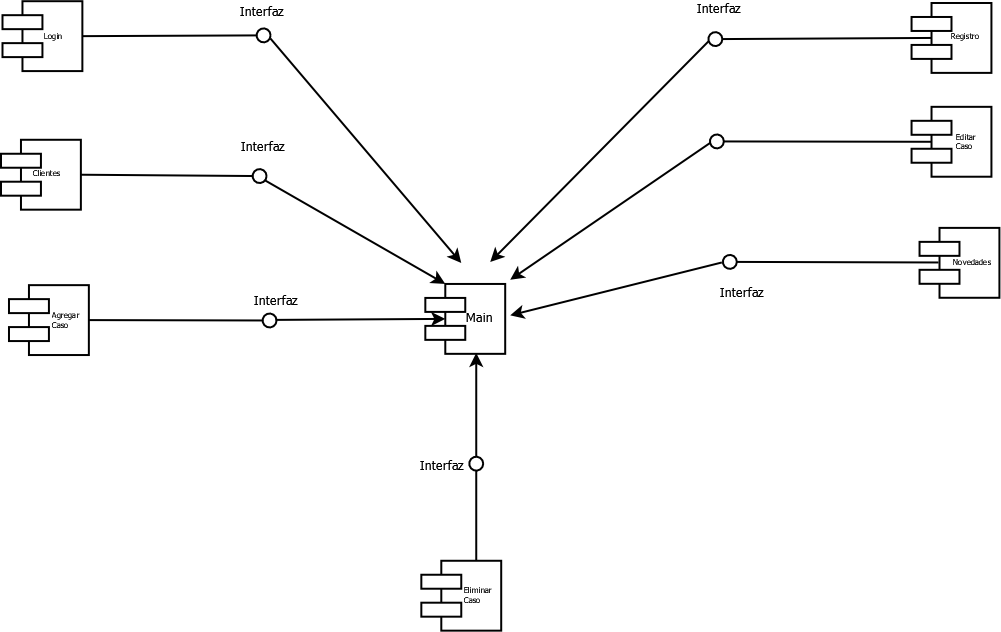 Interfaz
Interfaz
Login
Registro
Editar
Caso
Interfaz
Clientes
Novedades
Interfaz
Interfaz
Agregar
Caso
Main
Interfaz
Eliminar
Caso